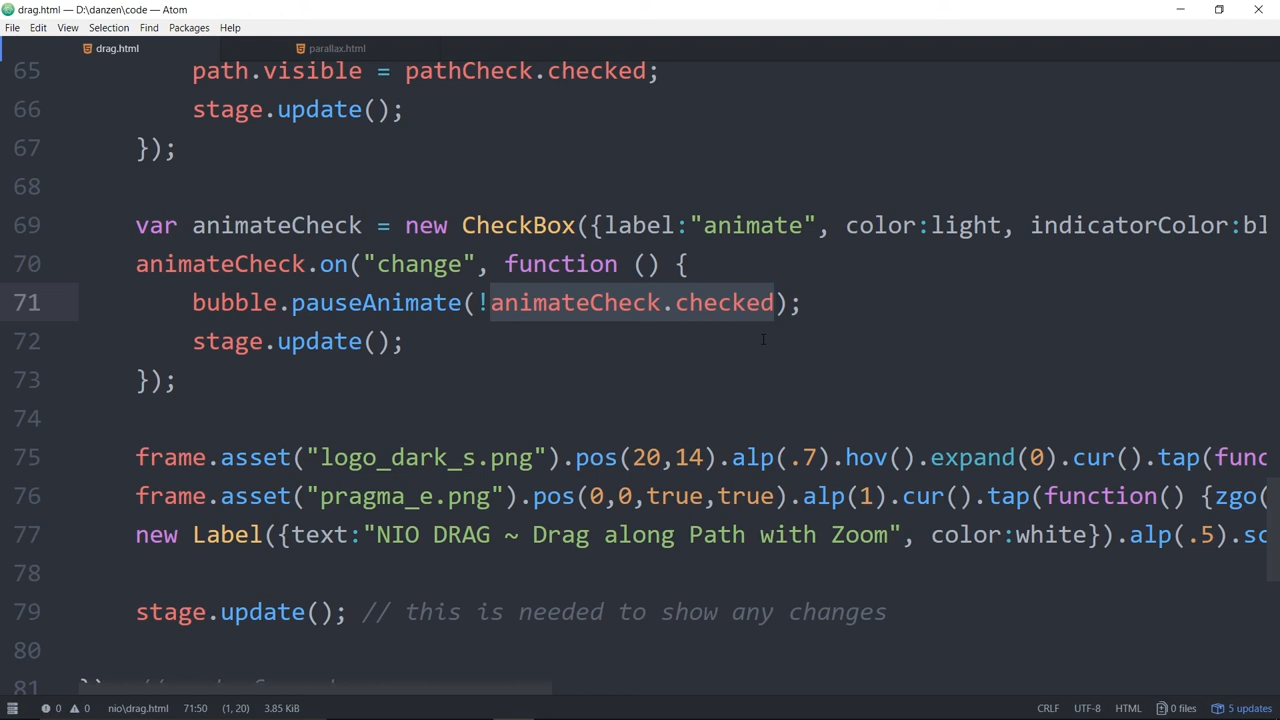 drag.html — D:\danzen\code — Atom
File Edit View Selection Find Packages Help
drag.html parallax.html
65 path.visible = pathCheck.checked;
66 stage.update();
67 });
68
69 var animateCheck = new CheckBox({label:"animate", color:light, indicatorColor:bl
70 animateCheck.on("change", function () {
71 bubble.pauseAnimate(!animateCheck.checked);
72 stage.update();
73 });
74
75 frame.asset("logo_dark_s.png").pos(20,14).alp(.7).hov().expand(0).cur().tap(func
76 frame.asset("pragma_e.png").pos(0,0,true,true).alp(1).cur().tap(function() {zgo(
77 new Label({text:"NIO DRAG ~ Drag along Path with Zoom", color:white}).alp(.5).sc
78
79 stage.update(); // this is needed to show any changes
80
81
0 0 nio\drag.html 71:50 (1, 20) 3.85 KiB CRLF UTF-8 HTML 0 files 5 updates